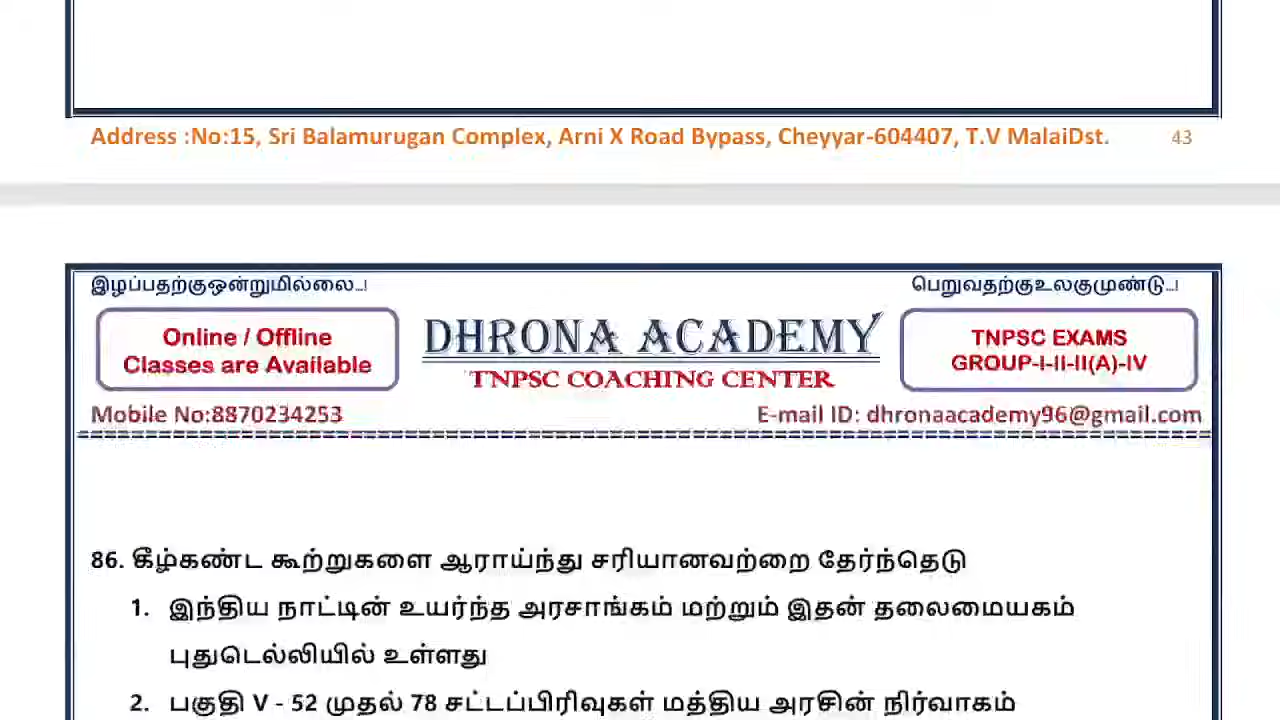 Address :No:15, Sri Balamurugan Complex, Arni X Road Bypass, Cheyyar-604407, T.V MalaiDst. 43
இழப்பதற்குஒன்றுமில்லை...! பெறுவதற்குஉலகுமுண்டு...!
Online / Offline
Classes are Available
DHRONA ACADEMY
TNPSC COACHING CENTER
TNPSC EXAMS
GROUP-I-II-II(A)-IV
Mobile No:8870234253 E-mail ID: dhronaacademy96@gmail.com
86. கீழ்கண்ட கூற்றுகளை ஆராய்ந்து சரியானவற்றை தேர்ந்தெடு
1. இந்திய நாட்டின் உயர்ந்த அரசாங்கம் மற்றும் இதன் தலைமையகம்
புதுடெல்லியில் உள்ளது
2. பகுதி V - 52 முதல் 78 சட்டப்பிரிவுகள் மத்திய அரசின் நிர்வாகம்